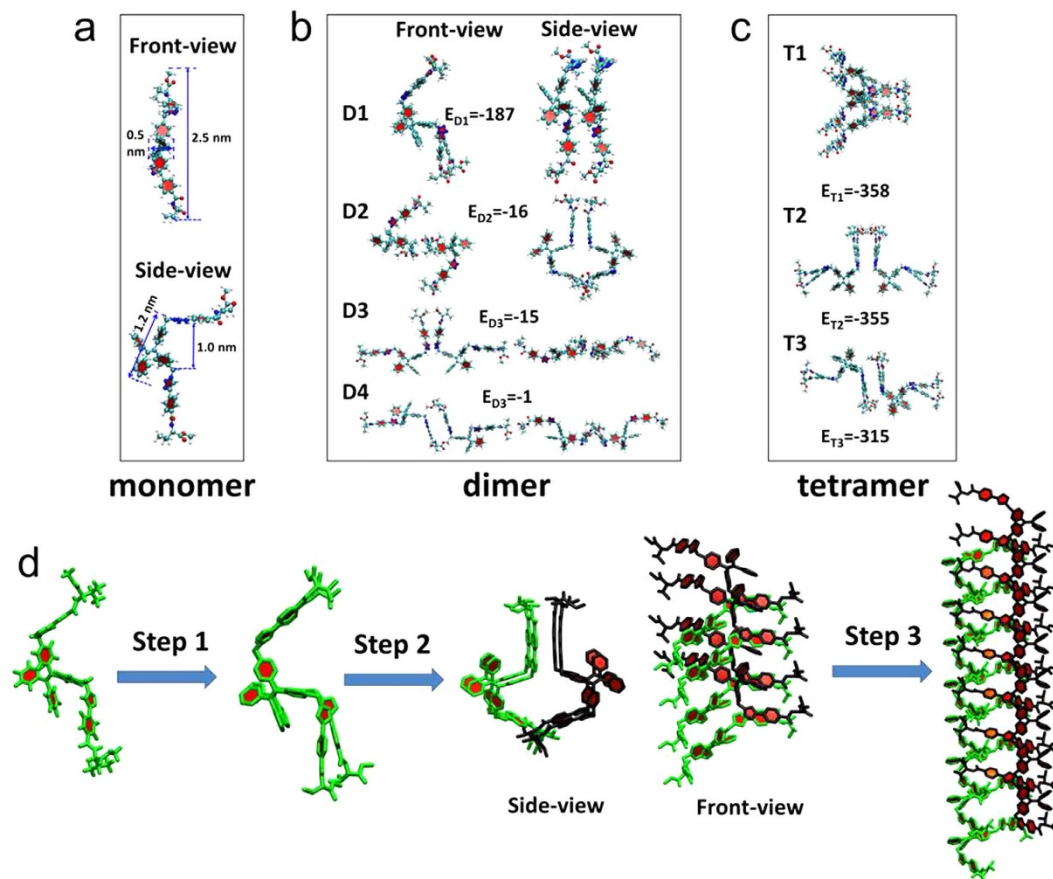 a
Front-view
0.5
nm
2.5 nm
Side-view
1.2 nm
1.0 nm
monomer
b
Front-view
Side-view
D1
E_D1=-187
D2
E_D2=-16
D3
E_D3=-15
D4
E_D3=-1
dimer
c
T1
E_T1=-358
T2
E_T2=-355
T3
E_T3=-315
tetramer
d
Step 1
Step 2
Side-view
Front-view
Step 3